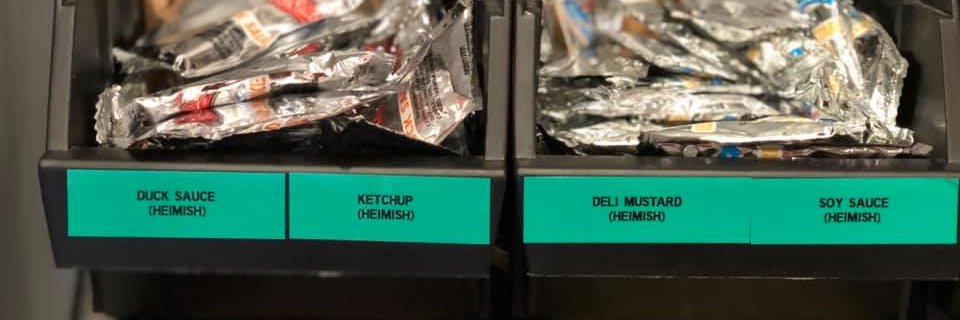 DUCK SAUCE
(HEIMISH)
KETCHUP
(HEIMISH)
DELI MUSTARD
(HEIMISH)
SOY SAUCE
(HEIMISH)